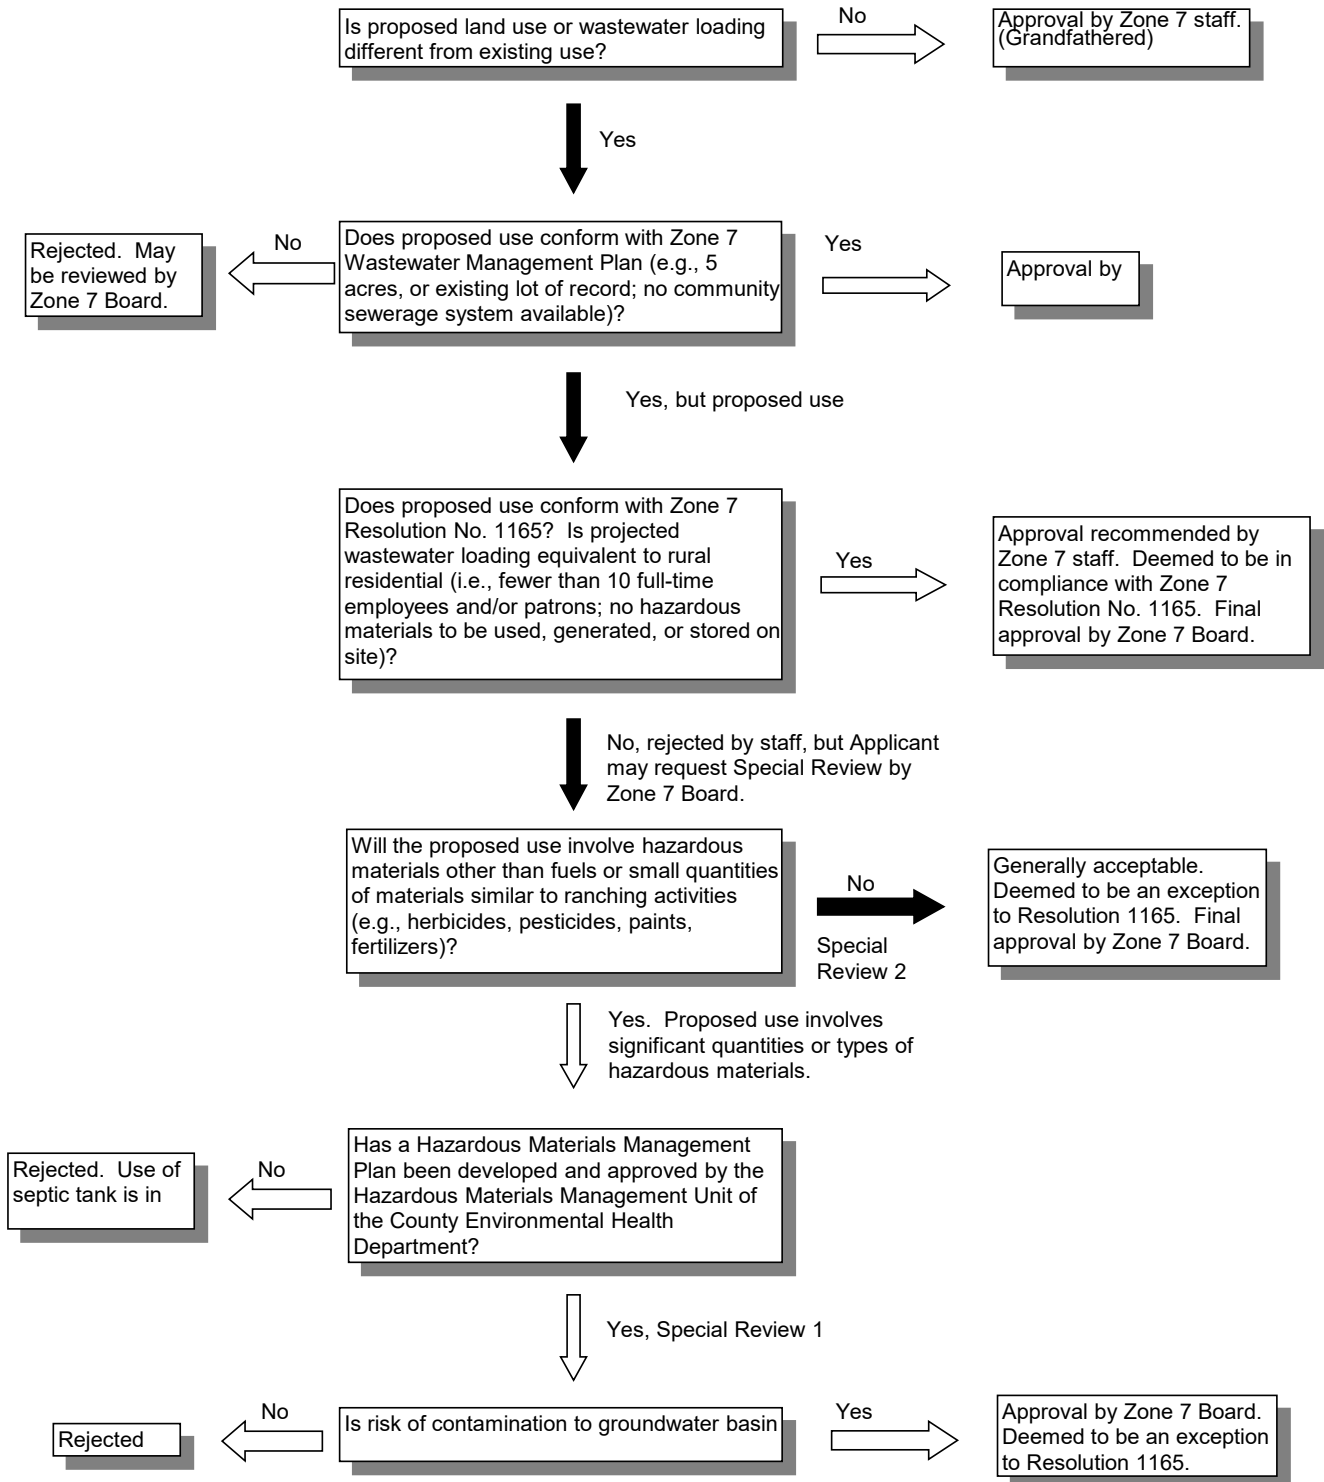 Is proposed land use or wastewater loading
different from existing use?
No
Approval by Zone 7 staff.
(Grandfathered)
Yes
Rejected.  May
be reviewed by
Zone 7 Board.
No
Does proposed use conform with Zone 7
Wastewater Management Plan (e.g., 5
acres, or existing lot of record; no community
sewerage system available)?
Yes
Approval by
Yes, but proposed use
Does proposed use conform with Zone 7
Resolution No. 1165?  Is projected
wastewater loading equivalent to rural
residential (i.e., fewer than 10 full-time
employees and/or patrons; no hazardous
materials to be used, generated, or stored on
site)?
Yes
Approval recommended by
Zone 7 staff.  Deemed to be in
compliance with Zone 7
Resolution No. 1165.  Final
approval by Zone 7 Board.
No, rejected by staff, but Applicant
may request Special Review by
Zone 7 Board.
Will the proposed use involve hazardous
materials other than fuels or small quantities
of materials similar to ranching activities
(e.g., herbicides, pesticides, paints,
fertilizers)?
No
Special
Review 2
Generally acceptable.
Deemed to be an exception
to Resolution 1165.  Final
approval by Zone 7 Board.
Yes.  Proposed use involves
significant quantities or types of
hazardous materials.
Rejected.  Use of
septic tank is in
No
Has a Hazardous Materials Management
Plan been developed and approved by the
Hazardous Materials Management Unit of
the County Environmental Health
Department?
Yes, Special Review 1
Rejected
No
Is risk of contamination to groundwater basin
Yes
Approval by Zone 7 Board.
Deemed to be an exception
to Resolution 1165.